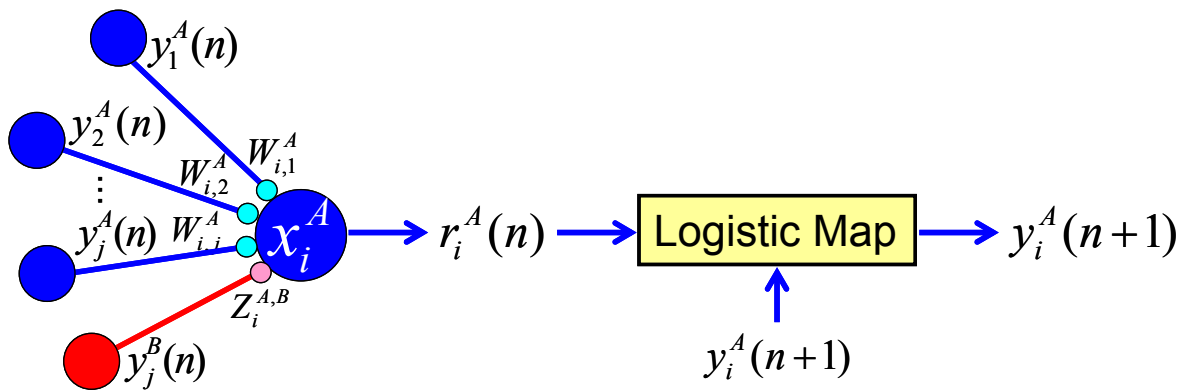 y_1^A(n)
y_2^A(n)
W_{i,1}^A
W_{i,2}^A
⋮
y_j^A(n)
W_{i,j}^A
x_i^A
r_i^A(n)
Logistic Map
y_i^A(n+1)
Z_i^{A,B}
y_j^B(n)
y_i^A(n+1)